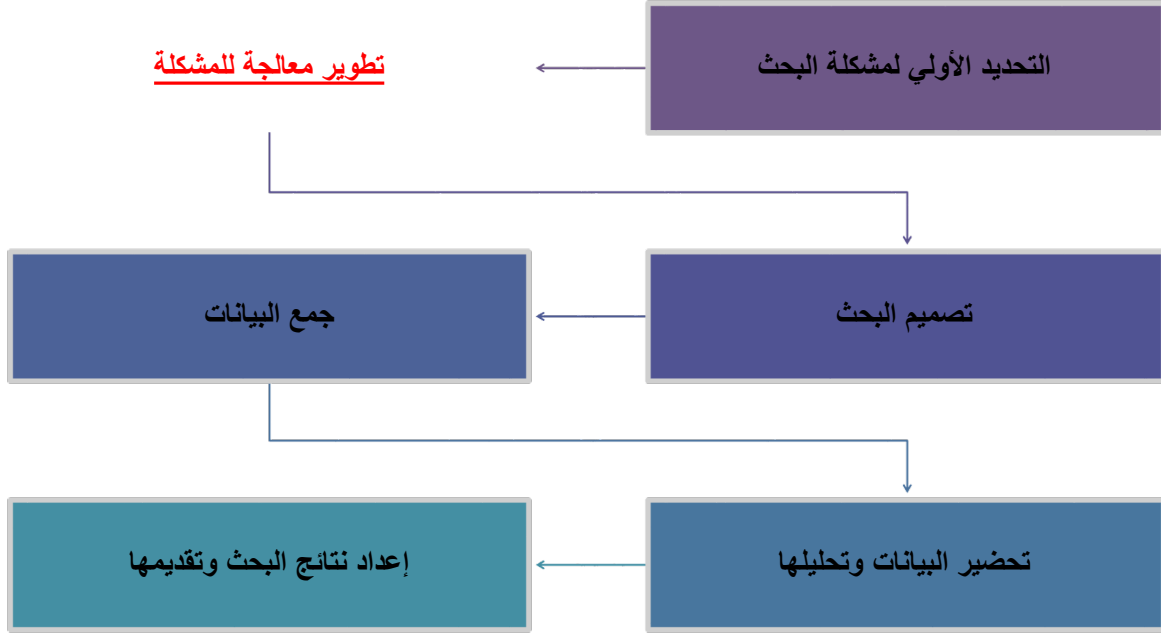 التحديد الأولي لمشكلة البحث
تطوير معالجة للمشكلة
تصميم البحث
جمع البيانات
تحضير البيانات وتحليلها
إعداد نتائج البحث وتقديمها